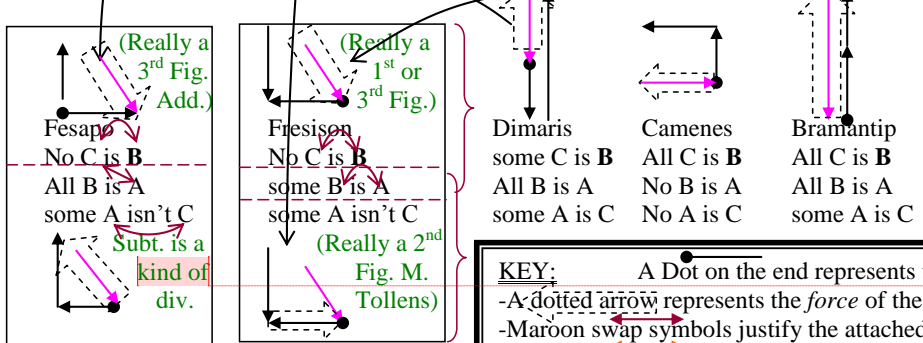 (Really a
3rd Fig.
Add.)
Fesapo
No C is B
All B is A
some A isn't C
Subt. is a
kind of
div.
(Really a
1st or
3rd Fig.)
Fresison
No C is B
some B is A
some A isn't C
(Really a 2nd
Fig. M.
Tollens)
Dimaris
some C is B
All B is A
some A is C
Camenes
All C is B
No B is A
No A is C
Bramantip
All C is B
All B is A
some A is C
KEY: A Dot on the end represents
-A dotted arrow represents the force of the
-Maroon swap symbols justify the attached